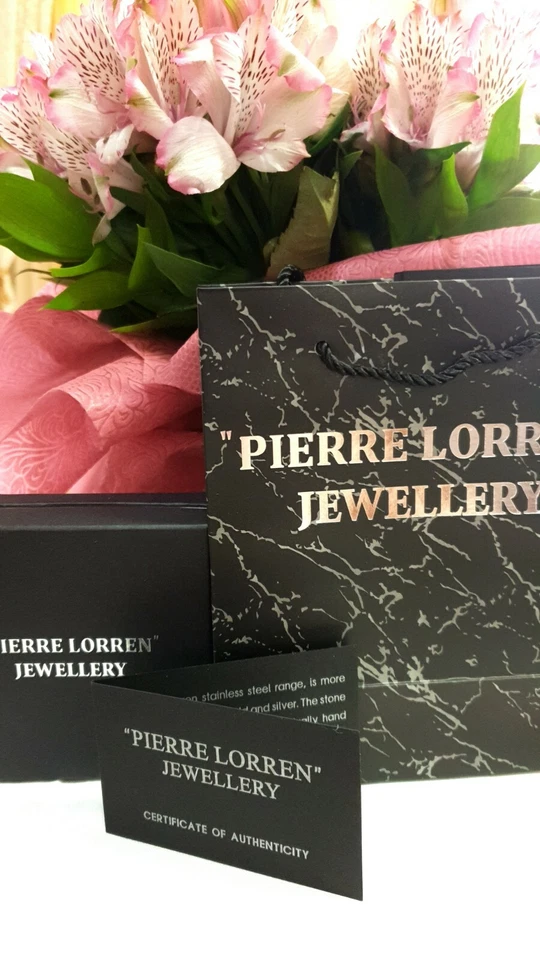 "PIERRE LORR
JEWELLERY
IERRE LORREN"
JEWELLERY
stainless steel range, is more
and silver. The stone
hand
"PIERRE LORREN"
JEWELLERY
CERTIFICATE OF AUTHENTICITY